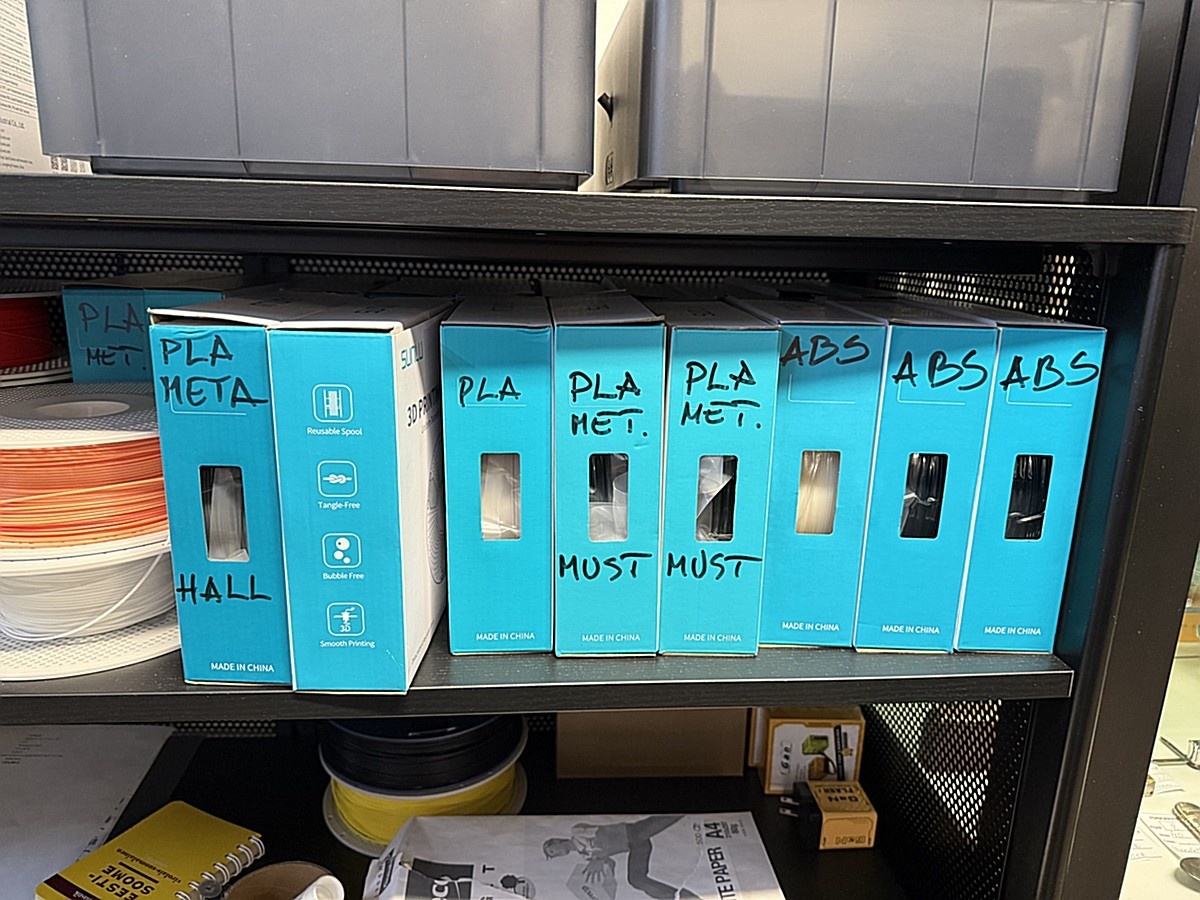 PLA
MET.
PLA
META
HALL
MADE IN CHINA
Reusable Spool
Tangle-Free
Bubble Free
3D
Smooth Printing
SUNLU
PLA
MADE IN CHINA
PLA
MET.
MUST
MADE IN CHINA
PLA
MET.
MUST
MADE IN CHINA
ABS
MADE IN CHINA
ABS
MADE IN CHINA
ABS
MADE IN CHINA
EESTI-
SOOME
A4
PAPER
GaN